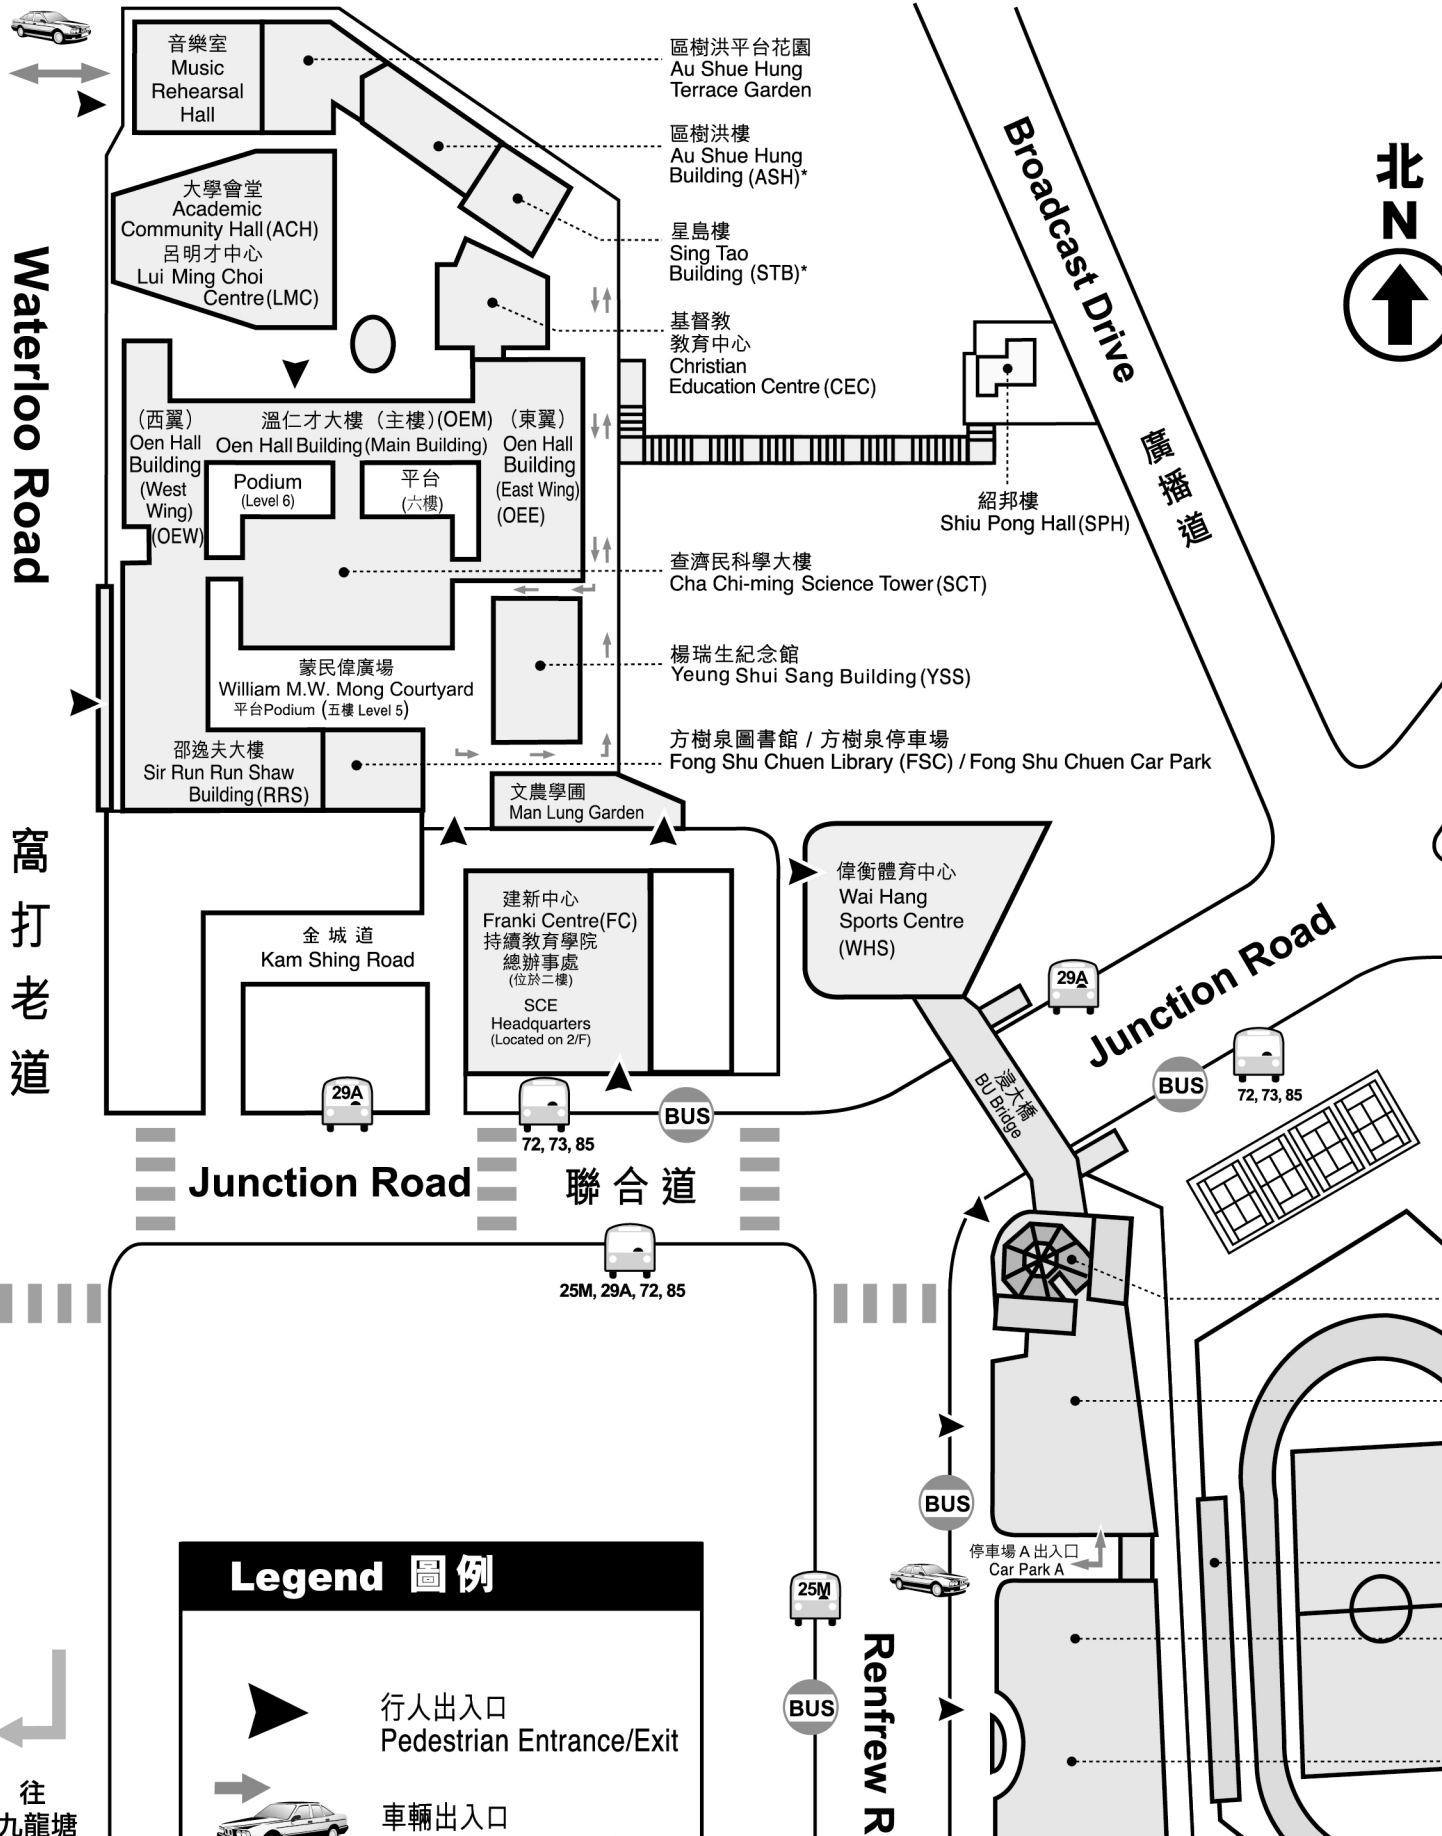 音樂室
Music
Rehearsal
Hall
區樹洪平台花園
Au Shue Hung
Terrace Garden
區樹洪樓
Au Shue Hung
Building (ASH)*
大學會堂
Academic
Community Hall (ACH)
呂明才中心
Lui Ming Choi
Centre (LMC)
星島樓
Sing Tao
Building (STB)*
基督教
教育中心
Christian
Education Centre (CEC)
Broadcast Drive
廣播道
北
N
Waterloo Road
窩打老道
(西翼)
Oen Hall
Building
(West
Wing)
(OEW)
溫仁才大樓 (主樓) (OEM)
Oen Hall Building (Main Building)
(東翼)
Oen Hall
Building
(East Wing)
(OEE)
Podium
(Level 6)
平台
(六樓)
紹邦樓
Shiu Pong Hall (SPH)
查濟民科學大樓
Cha Chi-ming Science Tower (SCT)
楊瑞生紀念館
Yeung Shui Sang Building (YSS)
蒙民偉廣場
William M.W. Mong Courtyard
平台Podium (五樓 Level 5)
方樹泉圖書館 / 方樹泉停車場
Fong Shu Chuen Library (FSC) / Fong Shu Chuen Car Park
邵逸夫大樓
Sir Run Run Shaw
Building (RRS)
文農學圃
Man Lung Garden
偉衡體育中心
Wai Hang
Sports Centre
(WHS)
建新中心
Franki Centre (FC)
持續教育學院
總辦事處
(位於二樓)
SCE
Headquarters
(Located on 2/F)
金城道
Kam Shing Road
29A
Junction Road
29A
72, 73, 85
BUS
BUS
72, 73, 85
浸大橋
BU Bridge
Junction Road
聯合道
25M, 29A, 72, 85
BUS
停車場 A 出入口
Car Park A
25M
BUS
Renfrew R
Legend 圖例
行人出入口
Pedestrian Entrance/Exit
車輛出入口
往
九龍塘